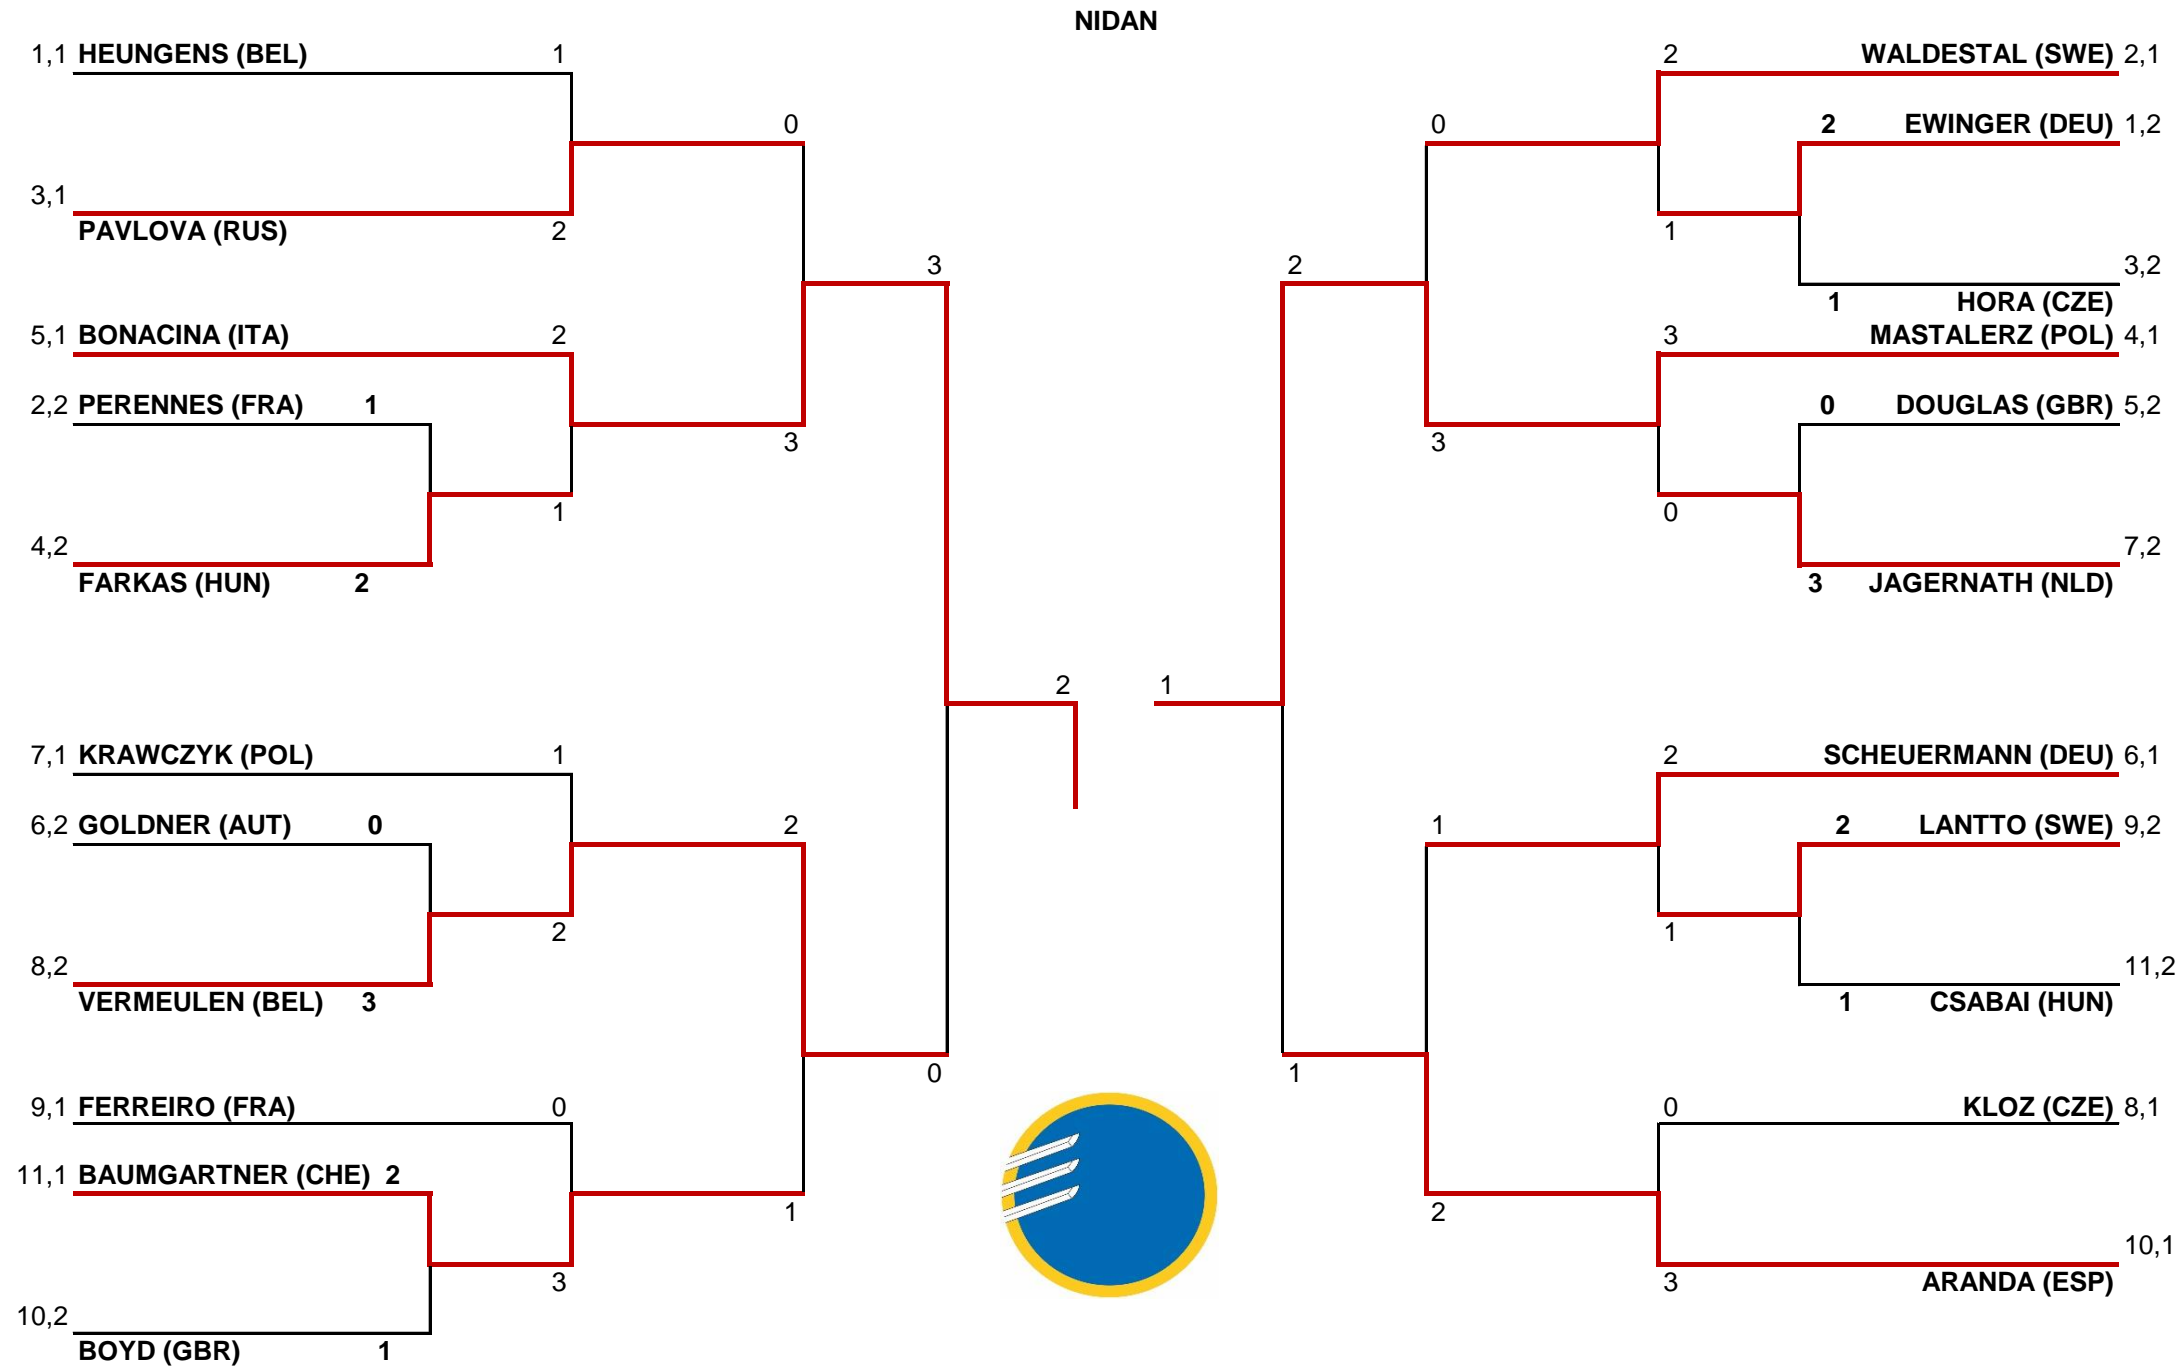 NIDAN
1,1 HEUNGENS (BEL) 1
2 WALDESTAL (SWE) 2,1
0
0
2 EWINGER (DEU) 1,2
3,1
PAVLOVA (RUS) 2
1
3
2
3,2
1 HORA (CZE)
5,1 BONACINA (ITA) 2
3 MASTALERZ (POL) 4,1
2,2 PERENNES (FRA) 1
0 DOUGLAS (GBR) 5,2
3
3
1
0
4,2
7,2
FARKAS (HUN) 2
3 JAGERNATH (NLD)
2
1
7,1 KRAWCZYK (POL) 1
2 SCHEUERMANN (DEU) 6,1
6,2 GOLDNER (AUT) 0
2
1
2 LANTTO (SWE) 9,2
2
1
8,2
11,2
VERMEULEN (BEL) 3
1 CSABAI (HUN)
0
1
9,1 FERREIRO (FRA) 0
0 KLOZ (CZE) 8,1
11,1 BAUMGARTNER (CHE) 2
1
2
10,1
3
3 ARANDA (ESP)
10,2
BOYD (GBR) 1